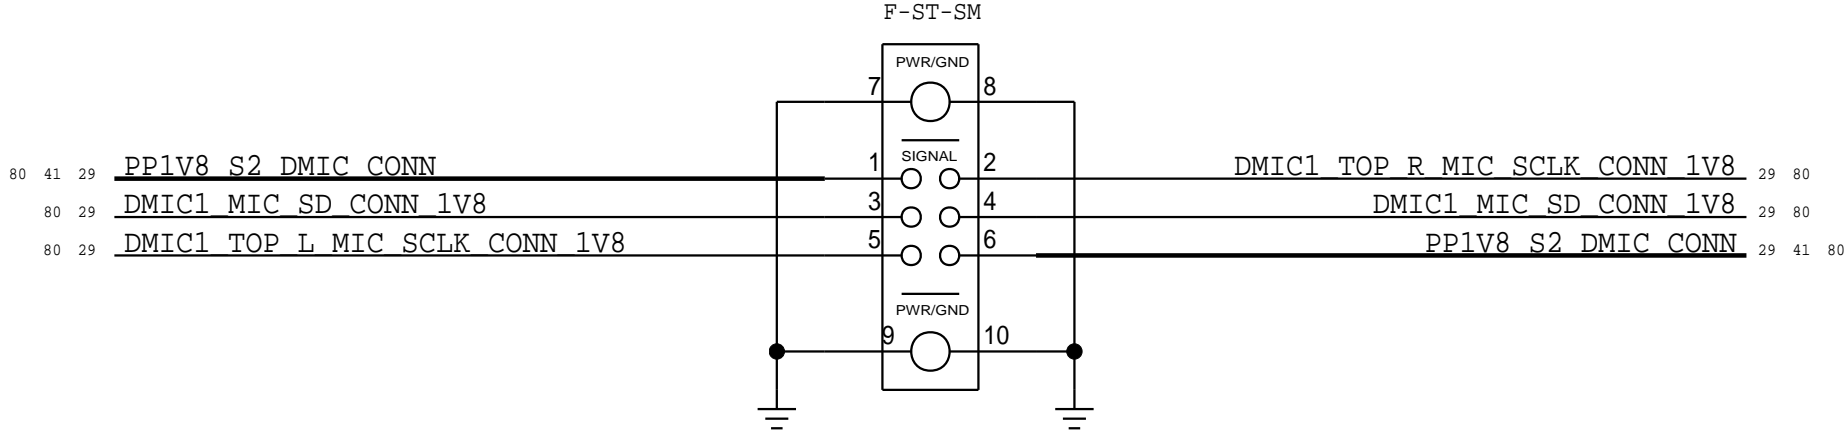 F-ST-SM
PWR/GND
7 8
80 41 29 PP1V8_S2_DMIC_CONN 1 SIGNAL 2 DMIC1_TOP_R_MIC_SCLK_CONN_1V8 29 80
80 29 DMIC1_MIC_SD_CONN_1V8 3 4 DMIC1_MIC_SD_CONN_1V8 29 80
80 29 DMIC1_TOP_L_MIC_SCLK_CONN_1V8 5 6 PP1V8_S2_DMIC_CONN 29 41 80
PWR/GND
9 10